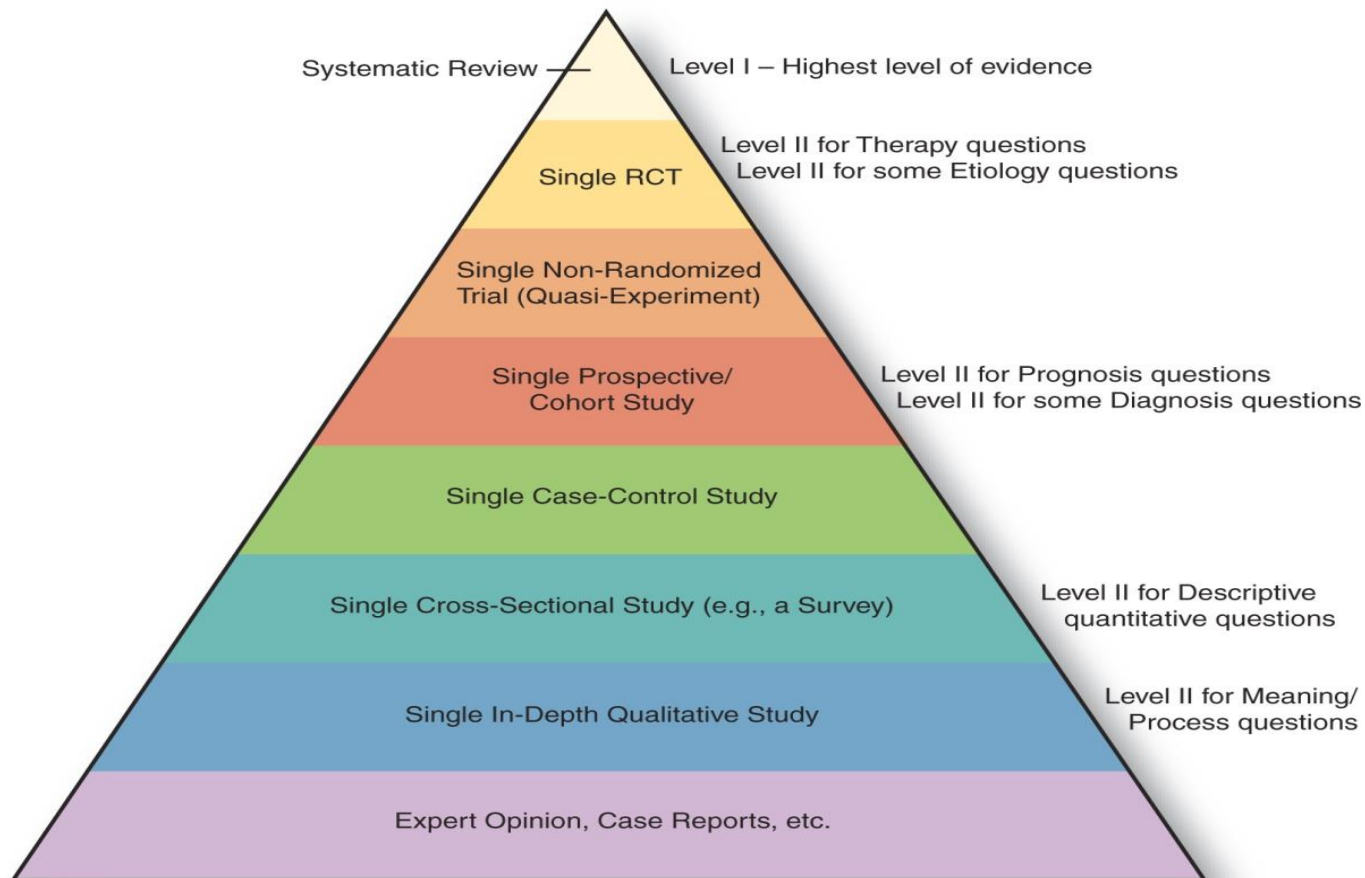 Systematic Review
Level I – Highest level of evidence
Level II for Therapy questions
Level II for some Etiology questions
Single RCT
Single Non-Randomized
Trial (Quasi-Experiment)
Single Prospective/
Cohort Study
Level II for Prognosis questions
Level II for some Diagnosis questions
Single Case-Control Study
Single Cross-Sectional Study (e.g., a Survey)
Level II for Descriptive
quantitative questions
Single In-Depth Qualitative Study
Level II for Meaning/
Process questions
Expert Opinion, Case Reports, etc.